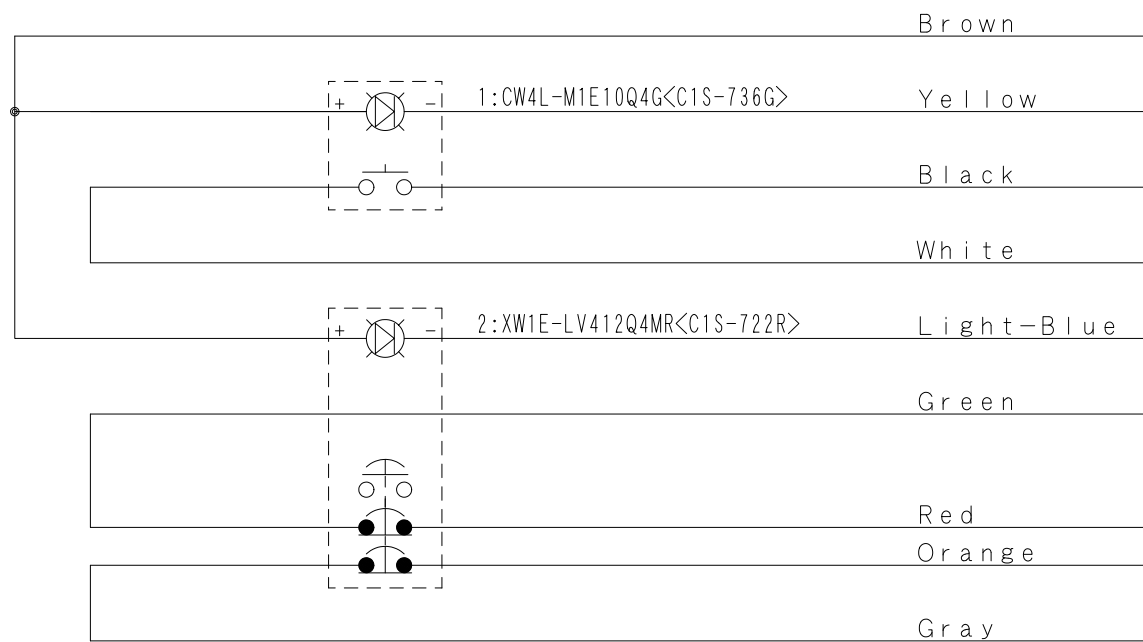 Brown
+ - 1:CW4L-M1E10Q4G<C1S-736G> Yellow
Black
White
+ - 2:XW1E-LV412Q4MR<C1S-722R> Light-Blue
Green
Red
Orange
Gray